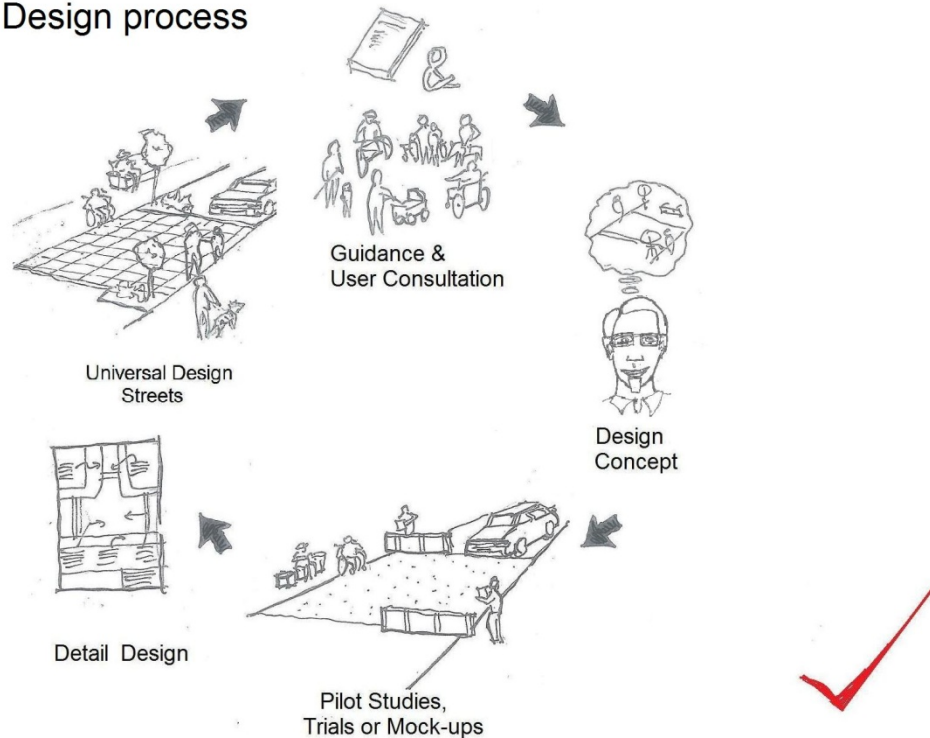 Design process
&
Guidance &
User Consultation
Universal Design
Streets
Design
Concept
Detail Design
Pilot Studies,
Trials or Mock-ups